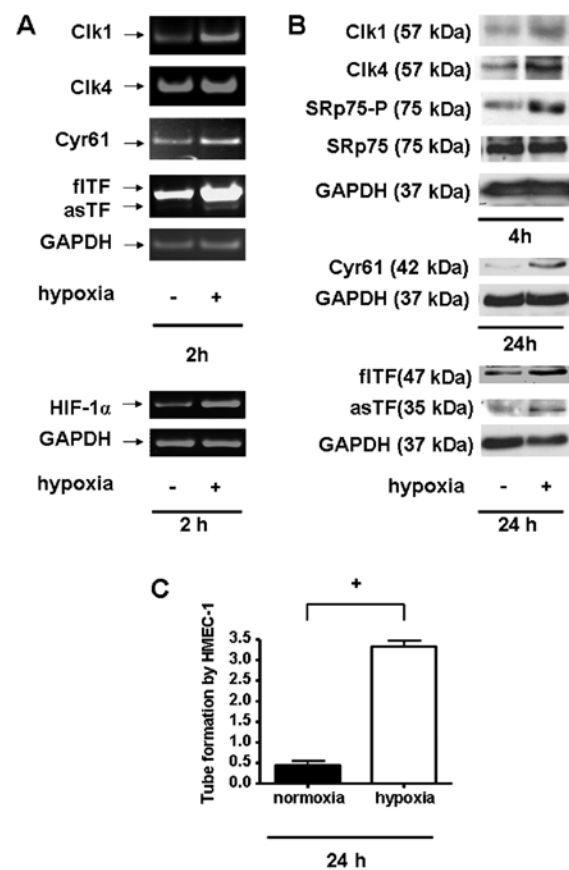 A
Clk1
Clk4
Cyr61
flTF
asTF
GAPDH
hypoxia - +
2h
HIF-1α
GAPDH
hypoxia - +
2 h
B
Clk1 (57 kDa)
Clk4 (57 kDa)
SRp75-P (75 kDa)
SRp75 (75 kDa)
GAPDH (37 kDa)
4h
Cyr61 (42 kDa)
GAPDH (37 kDa)
24h
flTF(47 kDa)
asTF(35 kDa)
GAPDH (37 kDa)
hypoxia - +
24 h
C
+
Tube formation by HMEC-1
3.5
3.0
2.5
2.0
1.5
1.0
0.5
0.0
normoxia hypoxia
24 h